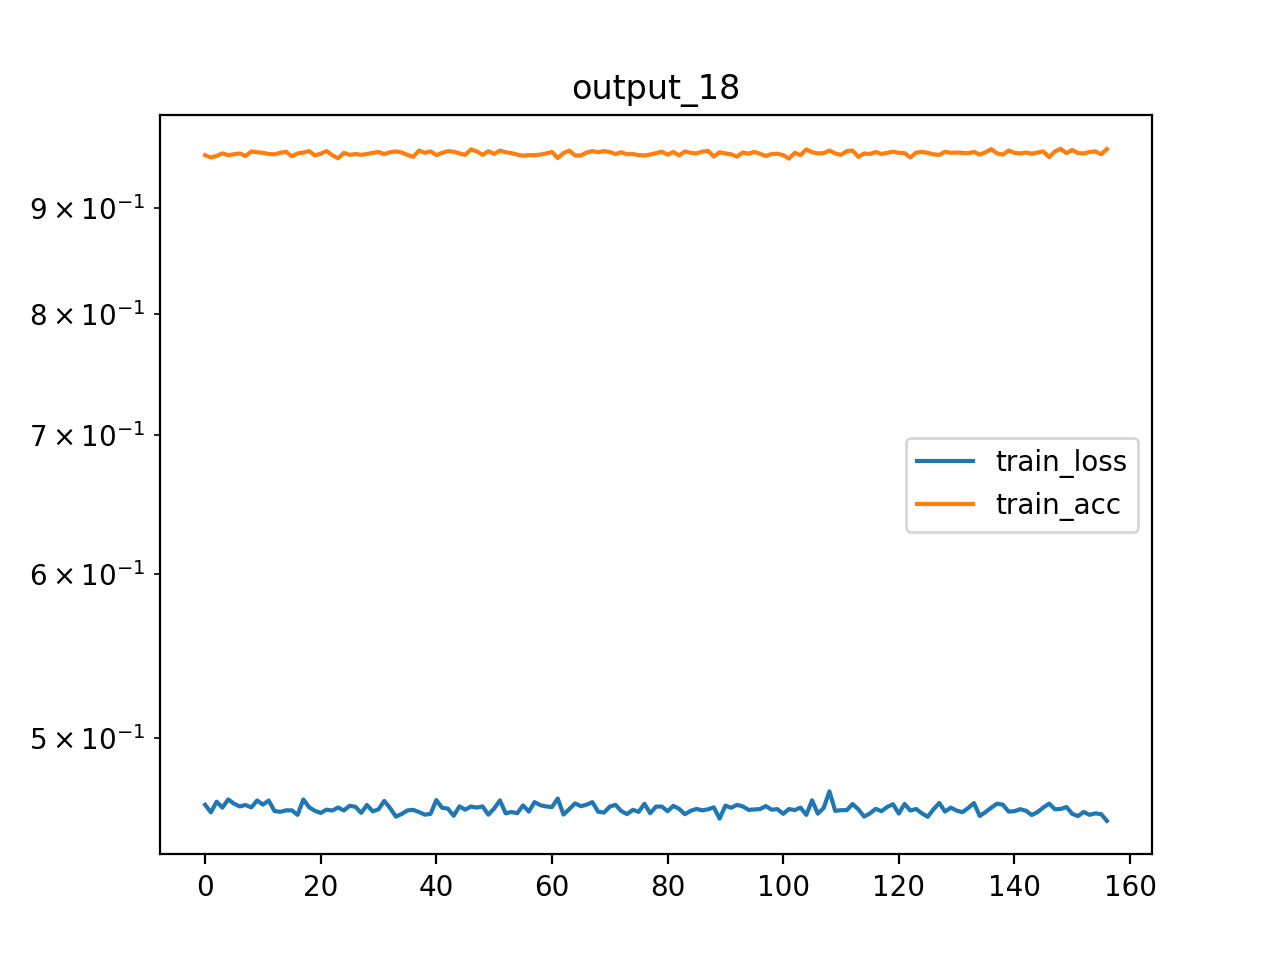 output_18
9 × 10⁻¹
8 × 10⁻¹
7 × 10⁻¹
6 × 10⁻¹
5 × 10⁻¹
train_loss
train_acc
0 20 40 60 80 100 120 140 160